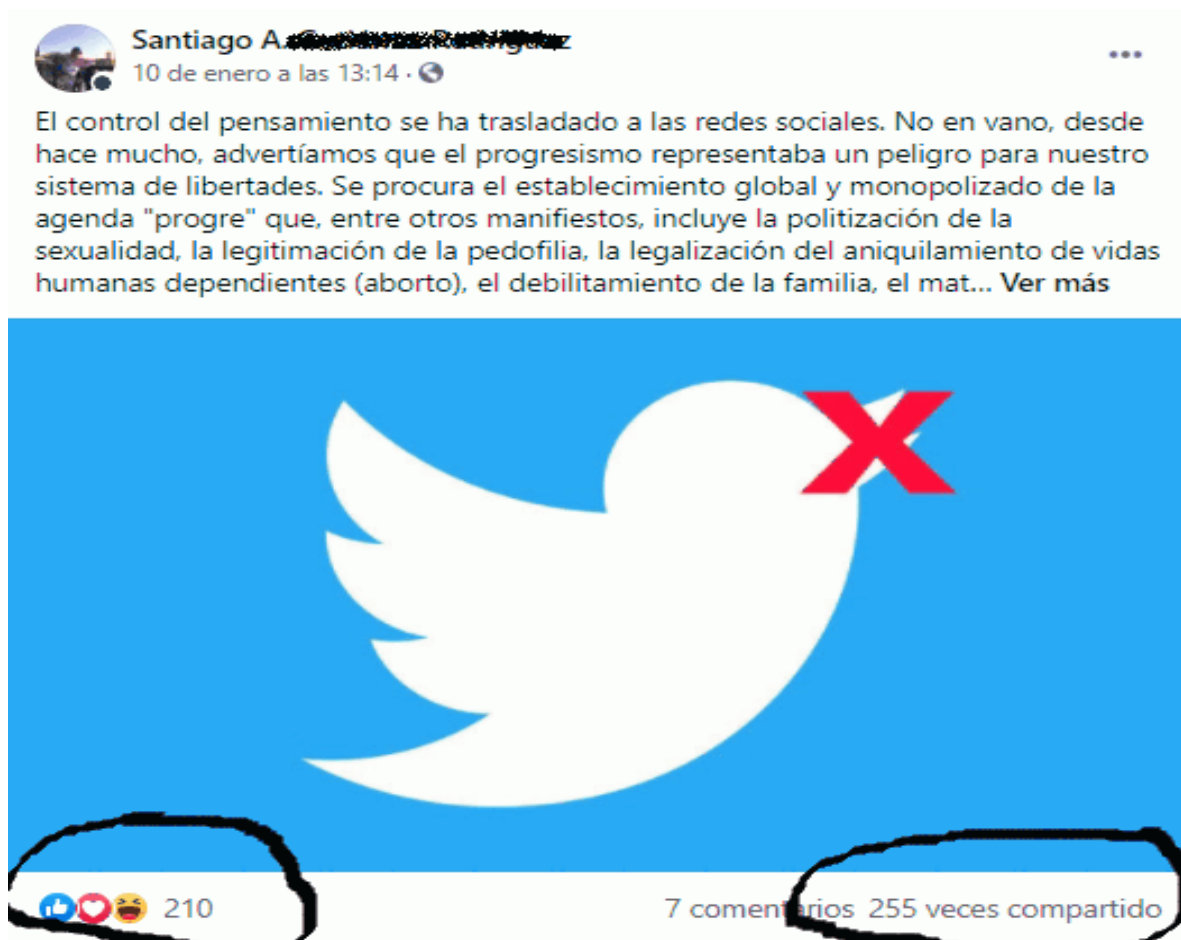 Santiago A.
10 de enero a las 13:14 ·
El control del pensamiento se ha trasladado a las redes sociales. No en vano, desde
hace mucho, advertíamos que el progresismo representaba un peligro para nuestro
sistema de libertades. Se procura el establecimiento global y monopolizado de la
agenda "progre" que, entre otros manifiestos, incluye la politización de la
sexualidad, la legitimación de la pedofilia, la legalización del aniquilamiento de vidas
humanas dependientes (aborto), el debilitamiento de la familia, el mat... Ver más
X
210
7 comentarios 255 veces compartido